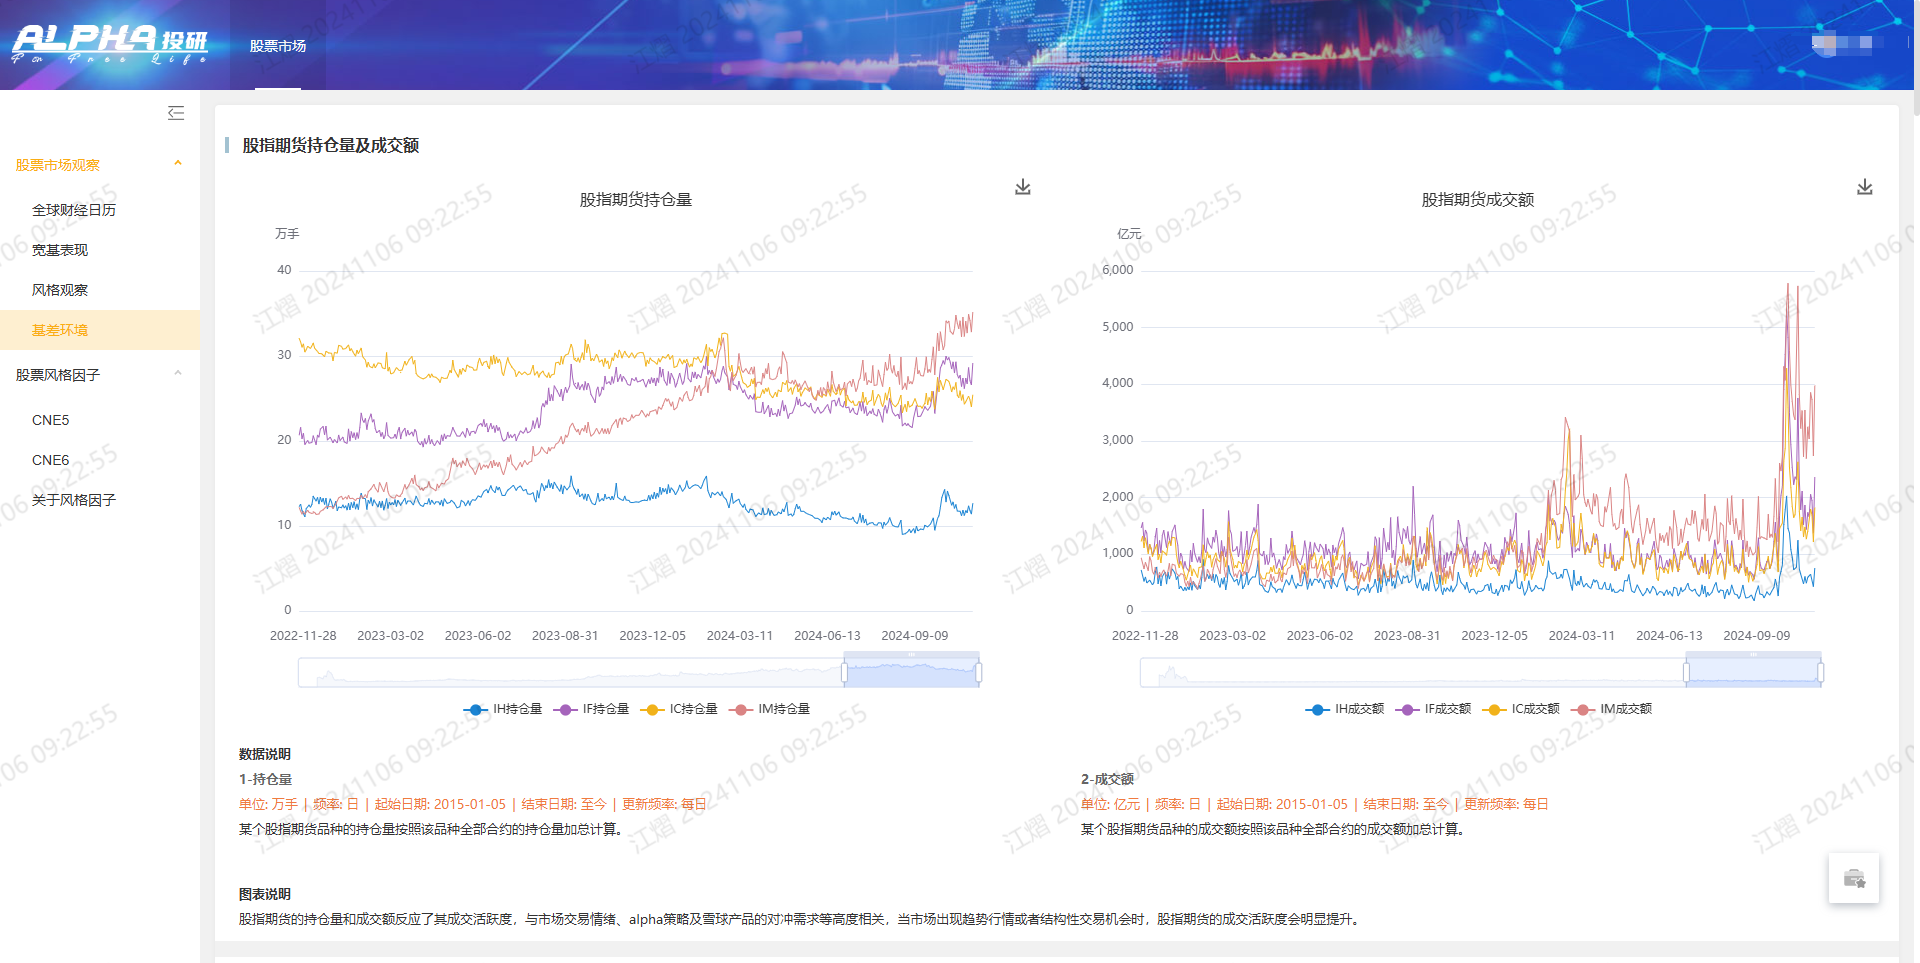 ALPHA投研
For Free Life
股票市场
股票市场观察
全球财经日历
宽基表现
风格观察
基差环境
股票风格因子
CNE5
CNE6
关于风格因子
股指期货持仓量及成交额
股指期货持仓量
万手
40
30
20
10
0
2022-11-28 2023-03-02 2023-06-02 2023-08-31 2023-12-05 2024-03-11 2024-06-13 2024-09-09
IH持仓量 IF持仓量 IC持仓量 IM持仓量
股指期货成交额
亿元
6,000
5,000
4,000
3,000
2,000
1,000
0
2022-11-28 2023-03-02 2023-06-02 2023-08-31 2023-12-05 2024-03-11 2024-06-13 2024-09-09
IH成交额 IF成交额 IC成交额 IM成交额
数据说明
1-持仓量
单位: 万手 | 频率: 日 | 起始日期: 2015-01-05 | 结束日期: 至今 | 更新频率: 每日
某个股指期货品种的持仓量按照该品种全部合约的持仓量加总计算。
2-成交额
单位: 亿元 | 频率: 日 | 起始日期: 2015-01-05 | 结束日期: 至今 | 更新频率: 每日
某个股指期货品种的成交额按照该品种全部合约的成交额加总计算。
图表说明
股指期货的持仓量和成交额反应了其成交活跃度，与市场交易情绪、alpha策略及雪球产品的对冲需求等高度相关，当市场出现趋势行情或者结构性交易机会时，股指期货的成交活跃度会明显提升。
江熠 20241106 09:22:55